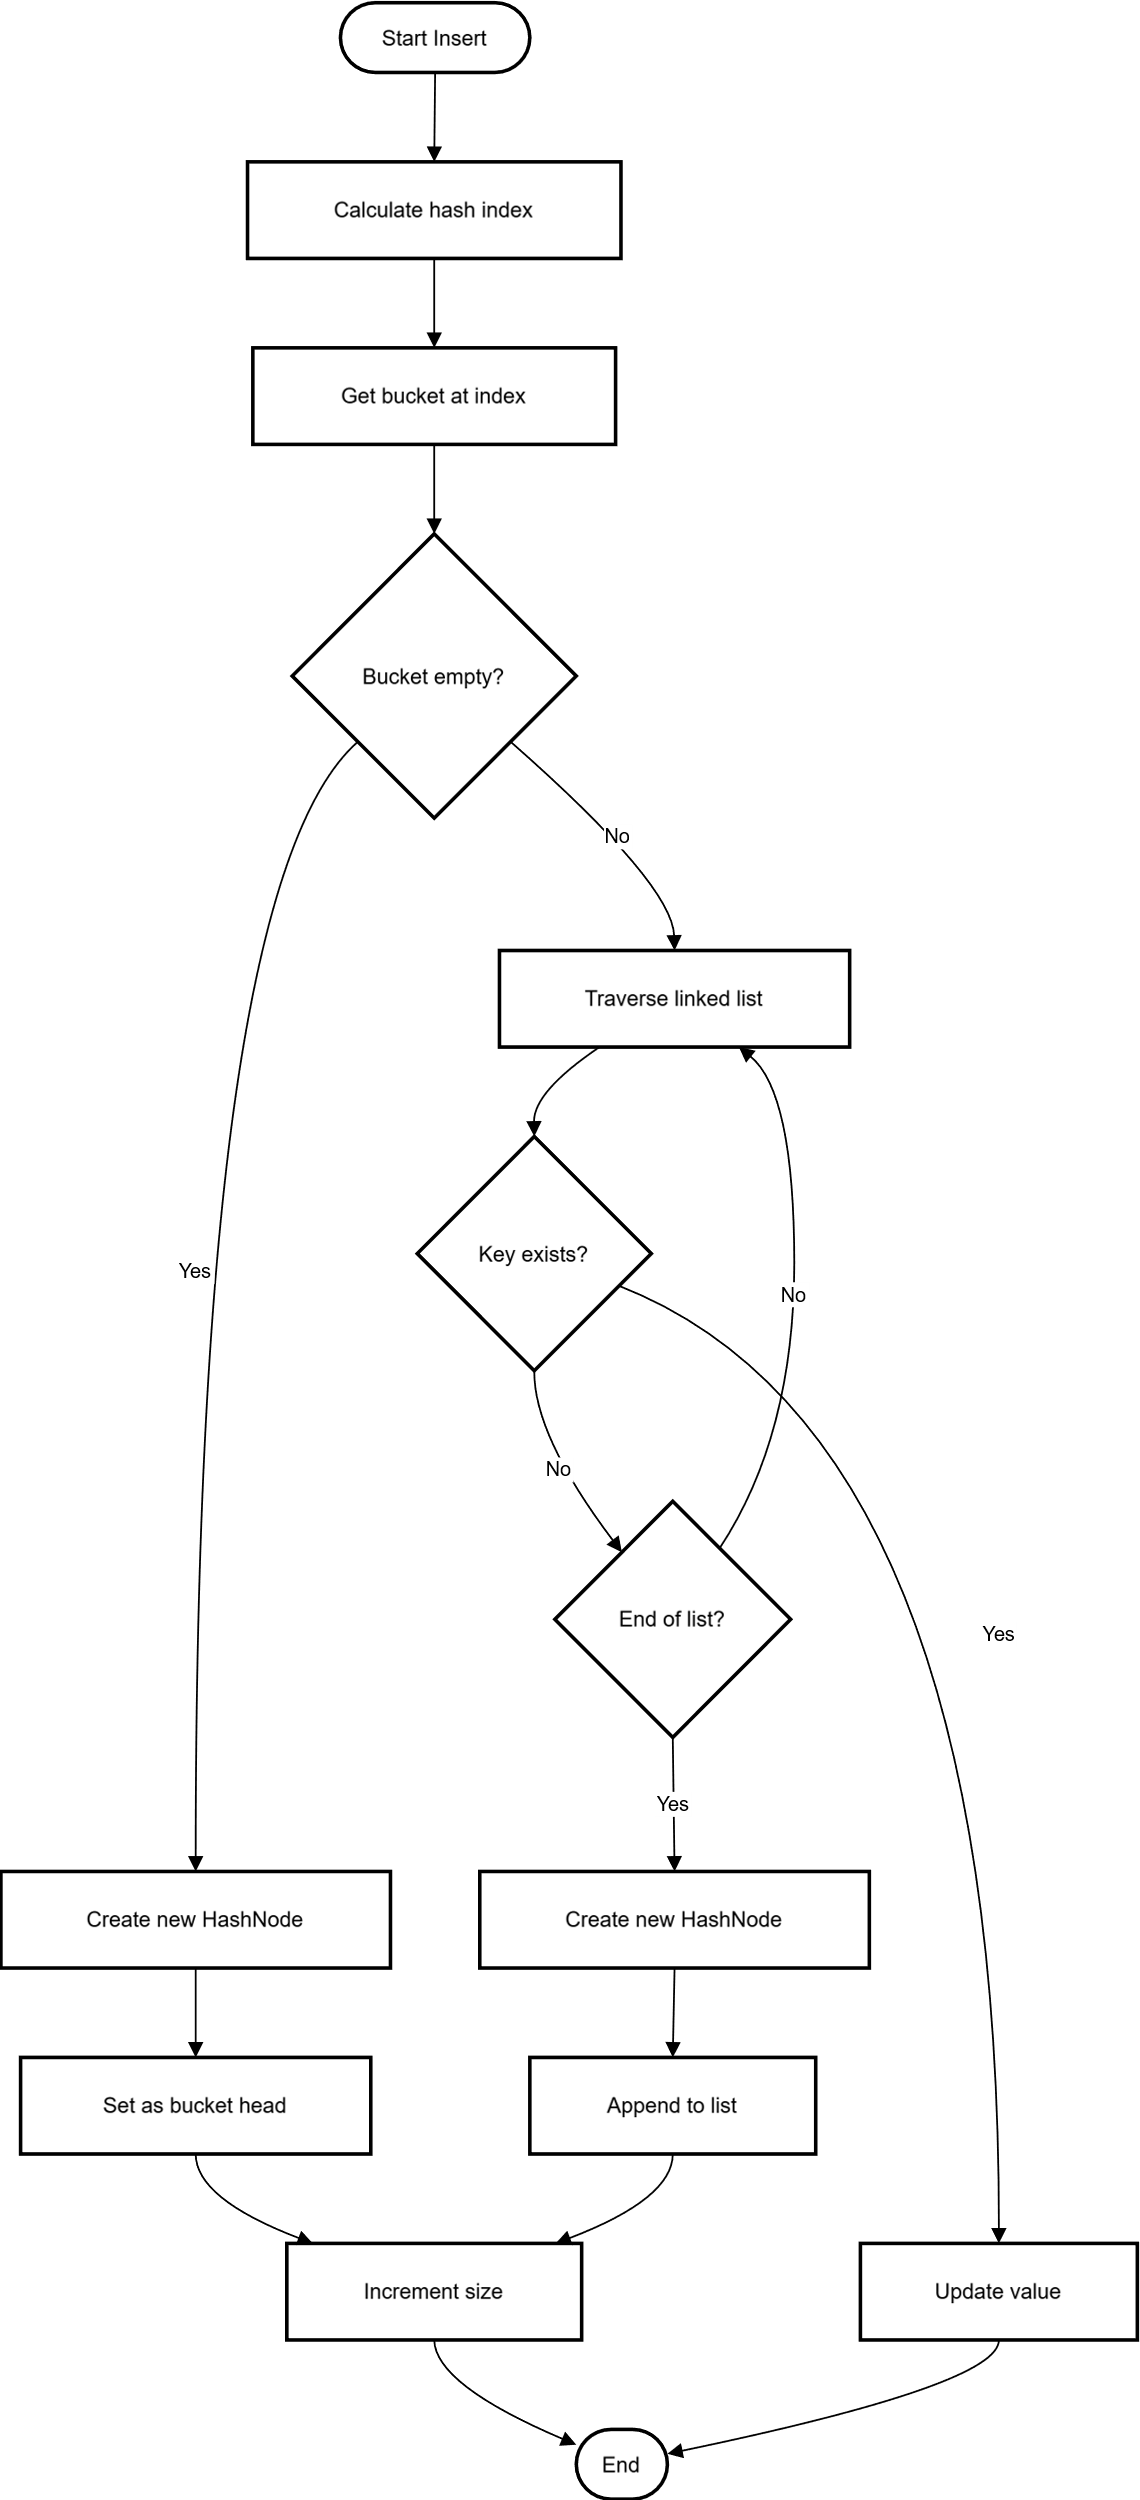 Start Insert
Calculate hash index
Get bucket at index
Bucket empty?
No
Traverse linked list
Key exists?
Yes
No
No
End of list?
Yes
Yes
Create new HashNode
Create new HashNode
Set as bucket head
Append to list
Increment size
Update value
End